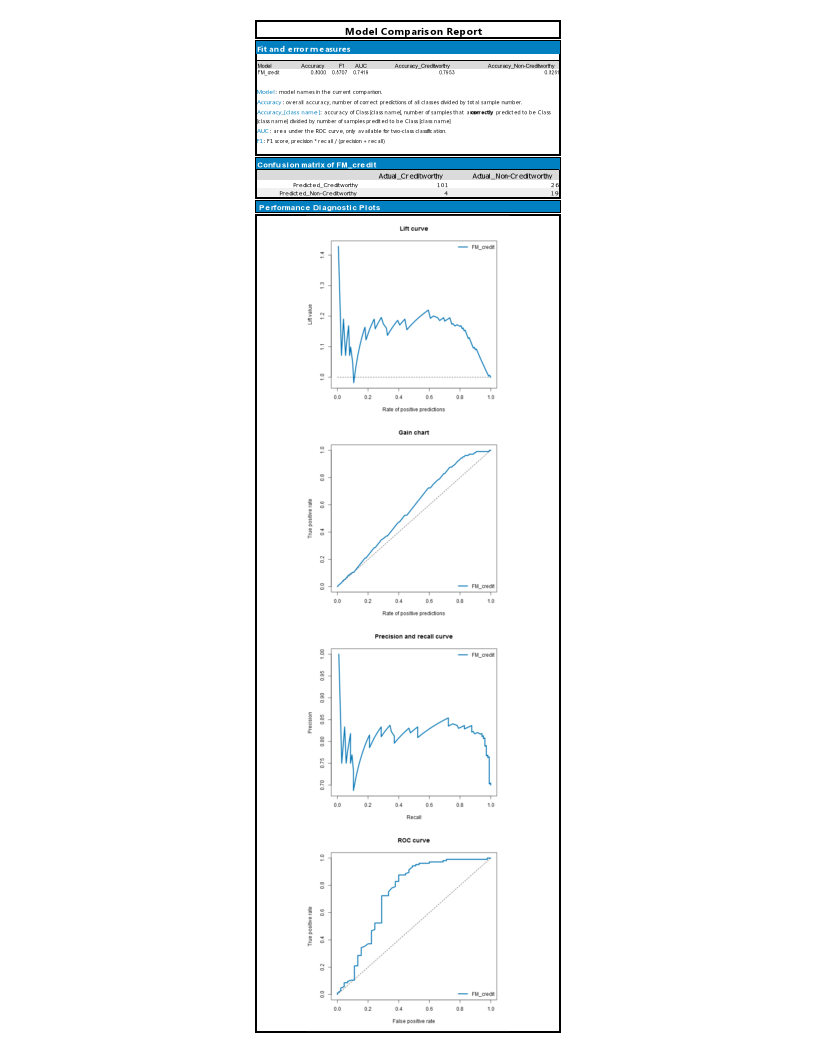 Model Comparison Report
Fit and error measures
Model Accuracy F1 AUC Accuracy_Creditworthy Accuracy_Non-Creditworthy
FM_credit 0.8000 0.8707 0.7419 0.7953 0.8261
Model: model names in the current comparison.
Accuracy: overall accuracy, number of correct predictions of all classes divided by total sample number.
Accuracy_[class name]: accuracy of Class [class name], number of samples that are correctly predicted to be Class
[class name] divided by number of samples predited to be Class [class name]
AUC: area under the ROC curve, only available for two-class classification.
F1: F1 score, precision * recall / (precision + recall)
Confusion matrix of FM_credit
Actual_Creditworthy Actual_Non-Creditworthy
Predicted_Creditworthy 101 26
Predicted_Non-Creditworthy 4 19
Performance Diagnostic Plots
Lift curve
FM_credit
1.4
1.3
1.2
1.1
1.0
Lift value
0.0 0.2 0.4 0.6 0.8 1.0
Rate of positive predictions
Gain chart
1.0
0.8
0.6
0.4
0.2
0.0
True positive rate
FM_credit
0.0 0.2 0.4 0.6 0.8 1.0
Rate of positive predictions
Precision and recall curve
FM_credit
1.00
0.95
0.90
0.85
0.80
0.75
0.70
Precision
0.0 0.2 0.4 0.6 0.8 1.0
Recall
ROC curve
1.0
0.8
0.6
0.4
0.2
0.0
True positive rate
FM_credit
0.0 0.2 0.4 0.6 0.8 1.0
False positive rate